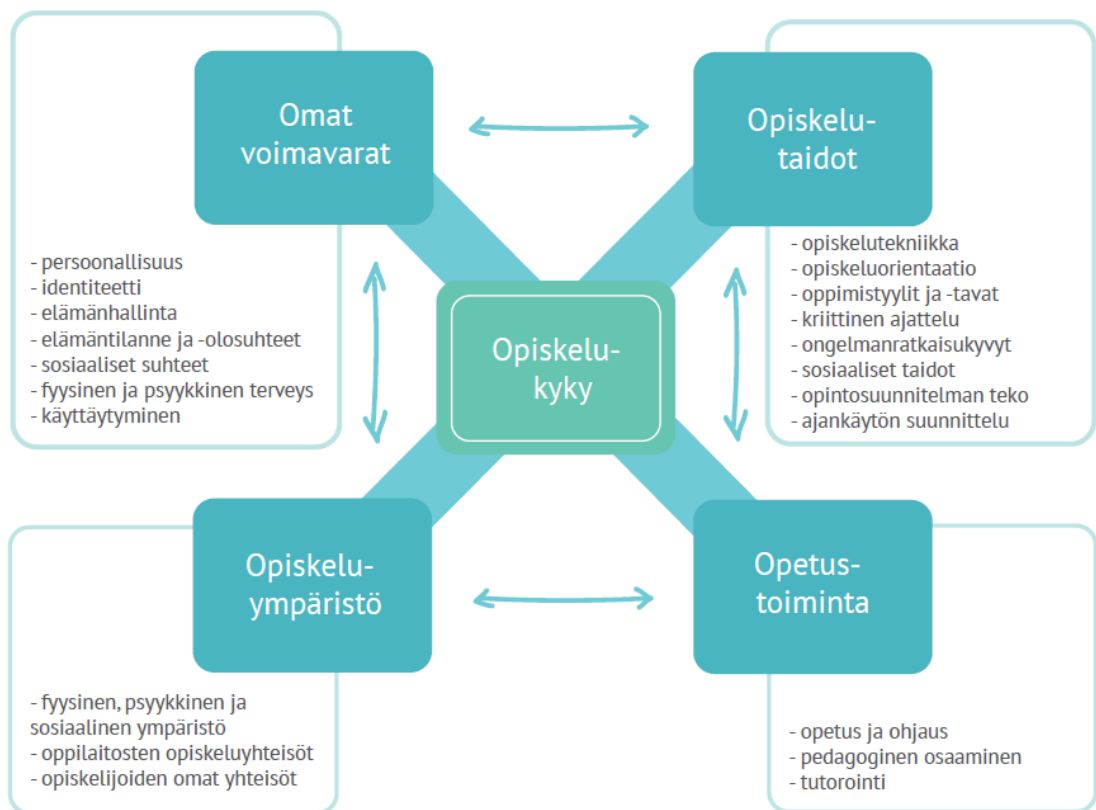 Omat
voimavarat
- persoonallisuus
- identiteetti
- elämänhallinta
- elämäntilanne ja -olosuhteet
- sosiaaliset suhteet
- fyysinen ja psyykkinen terveys
- käyttäytyminen
Opiskelu-
taidot
- opiskelutekniikka
- opiskeluorientaatio
- oppimistyylit ja -tavat
- kriittinen ajattelu
- ongelmanratkaisukyvyt
- sosiaaliset taidot
- opintosuunnitelman teko
- ajankäytön suunnittelu
Opiskelu-
kyky
Opiskelu-
ympäristö
- fyysinen, psyykkinen ja
sosiaalinen ympäristö
- oppilaitosten opiskeluyhteisöt
- opiskelijoiden omat yhteisöt
Opetus-
toiminta
- opetus ja ohjaus
- pedagoginen osaaminen
- tutorointi